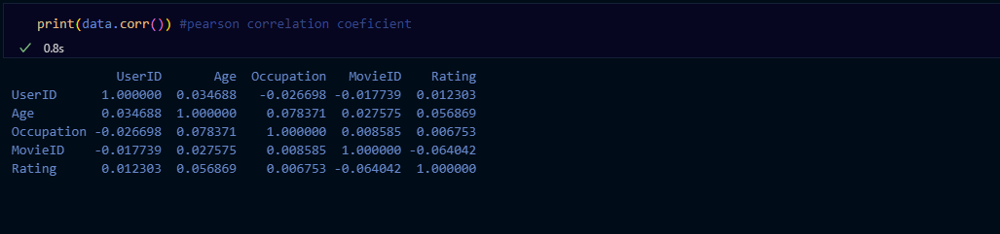 print(data.corr()) #pearson correlation coeficient
0.8s
UserID Age Occupation MovieID Rating
UserID 1.000000 0.034688 -0.026698 -0.017739 0.012303
Age 0.034688 1.000000 0.078371 0.027575 0.056869
Occupation -0.026698 0.078371 1.000000 0.008585 0.006753
MovieID -0.017739 0.027575 0.008585 1.000000 -0.064042
Rating 0.012303 0.056869 0.006753 -0.064042 1.000000